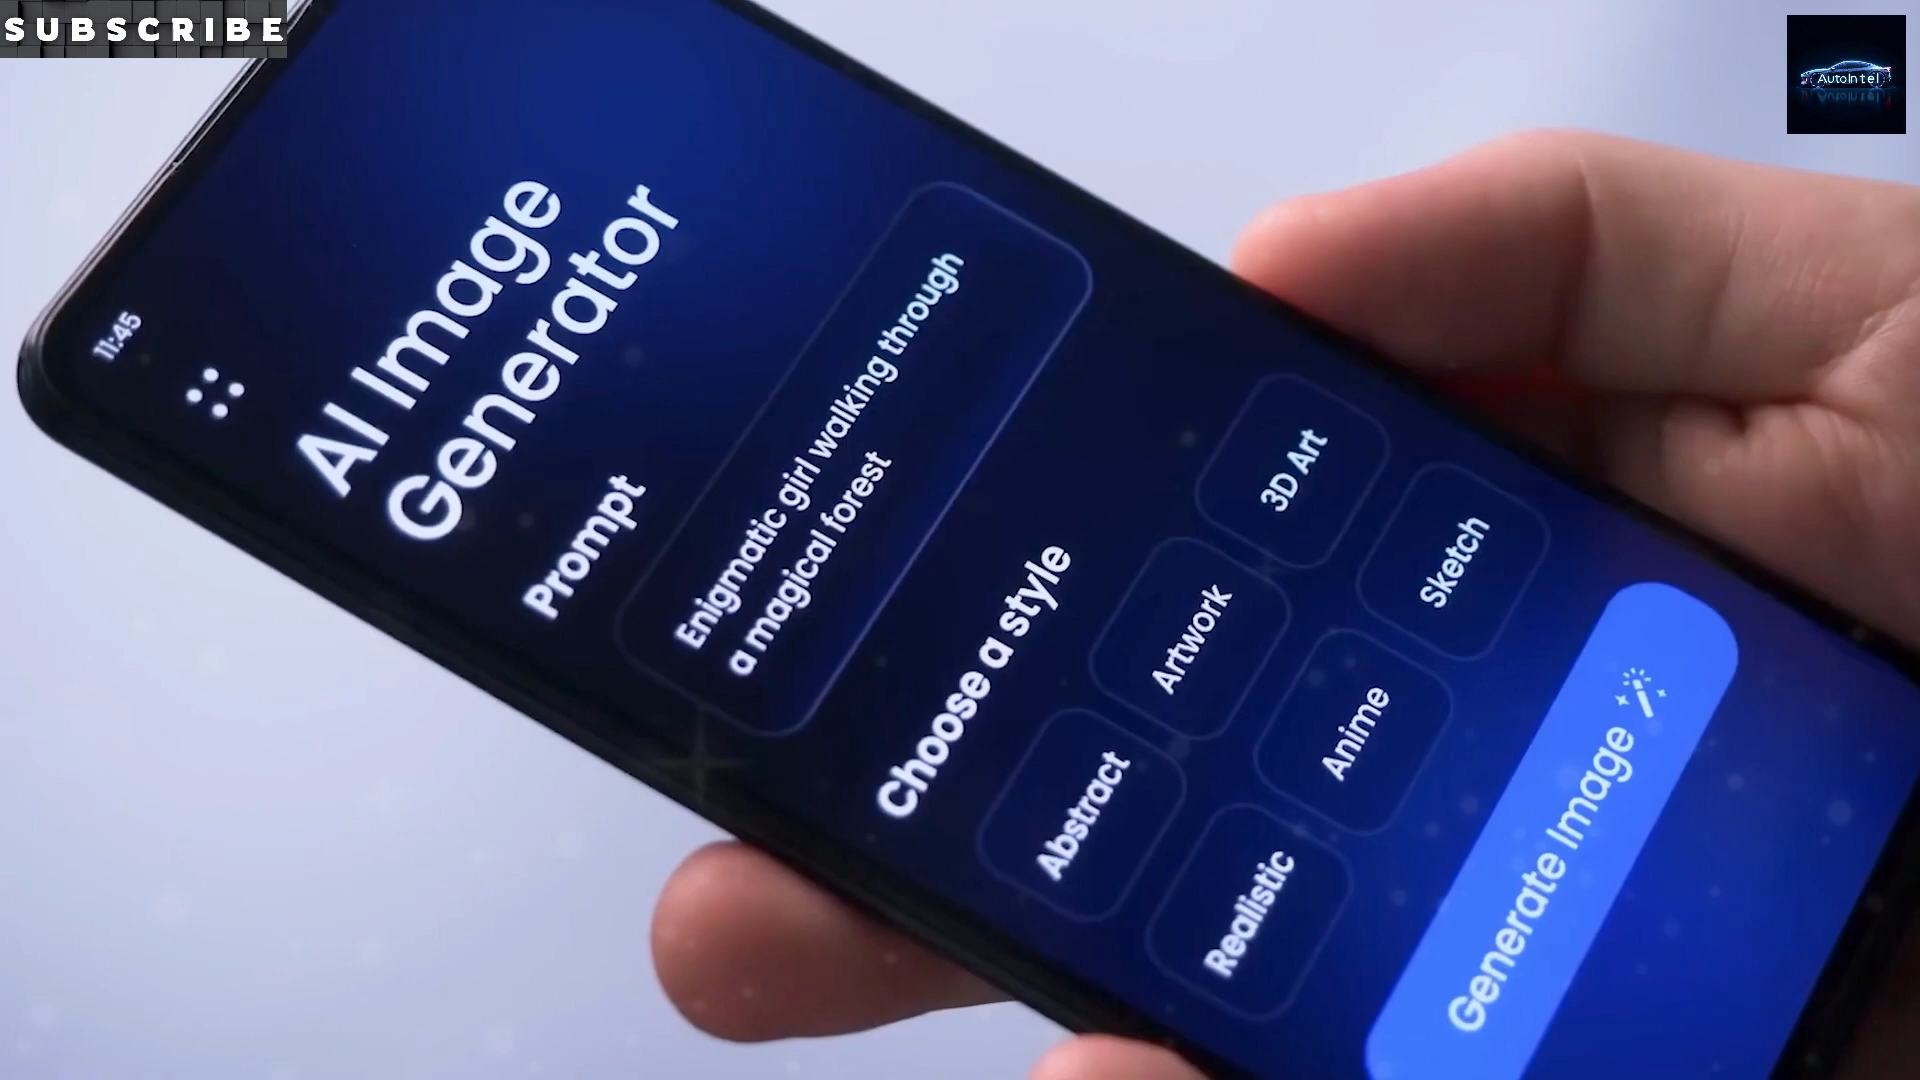 SUBSCRIBE
AutoIntel
11:45
AI Image
Generator
Prompt
Enigmatic girl walking through
a magical forest
Choose a style
Abstract
Artwork
3D Art
Realistic
Anime
Sketch
Generate Image